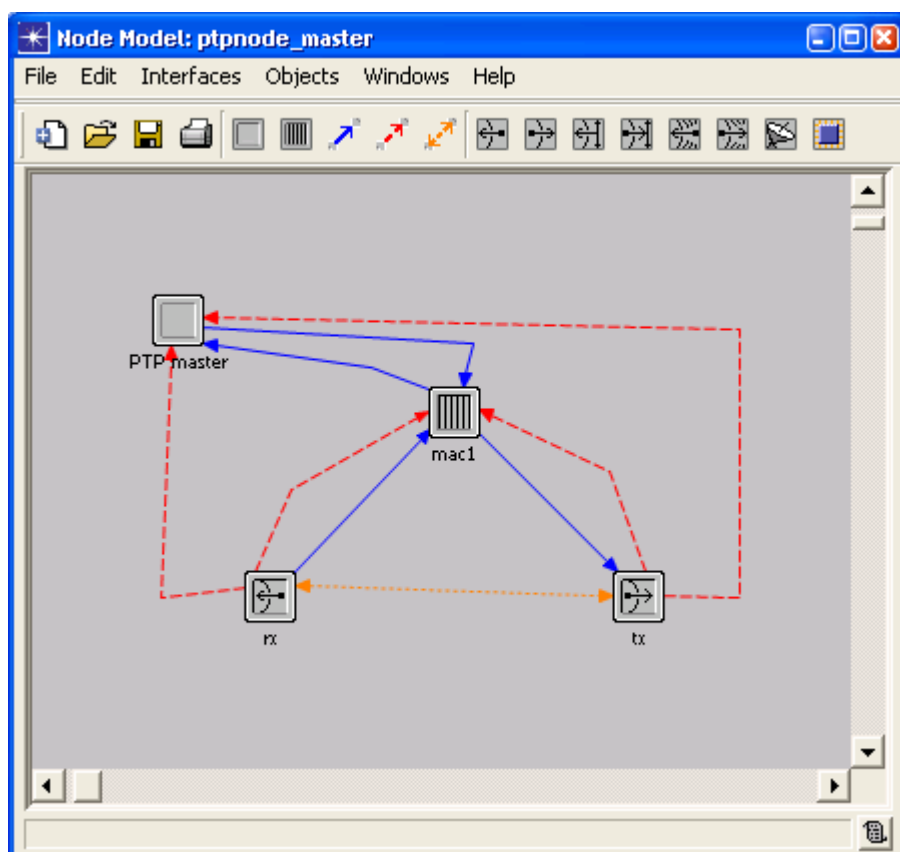 Node Model: ptpnode_master
File Edit Interfaces Objects Windows Help
PTP master
mac1
rx
tx